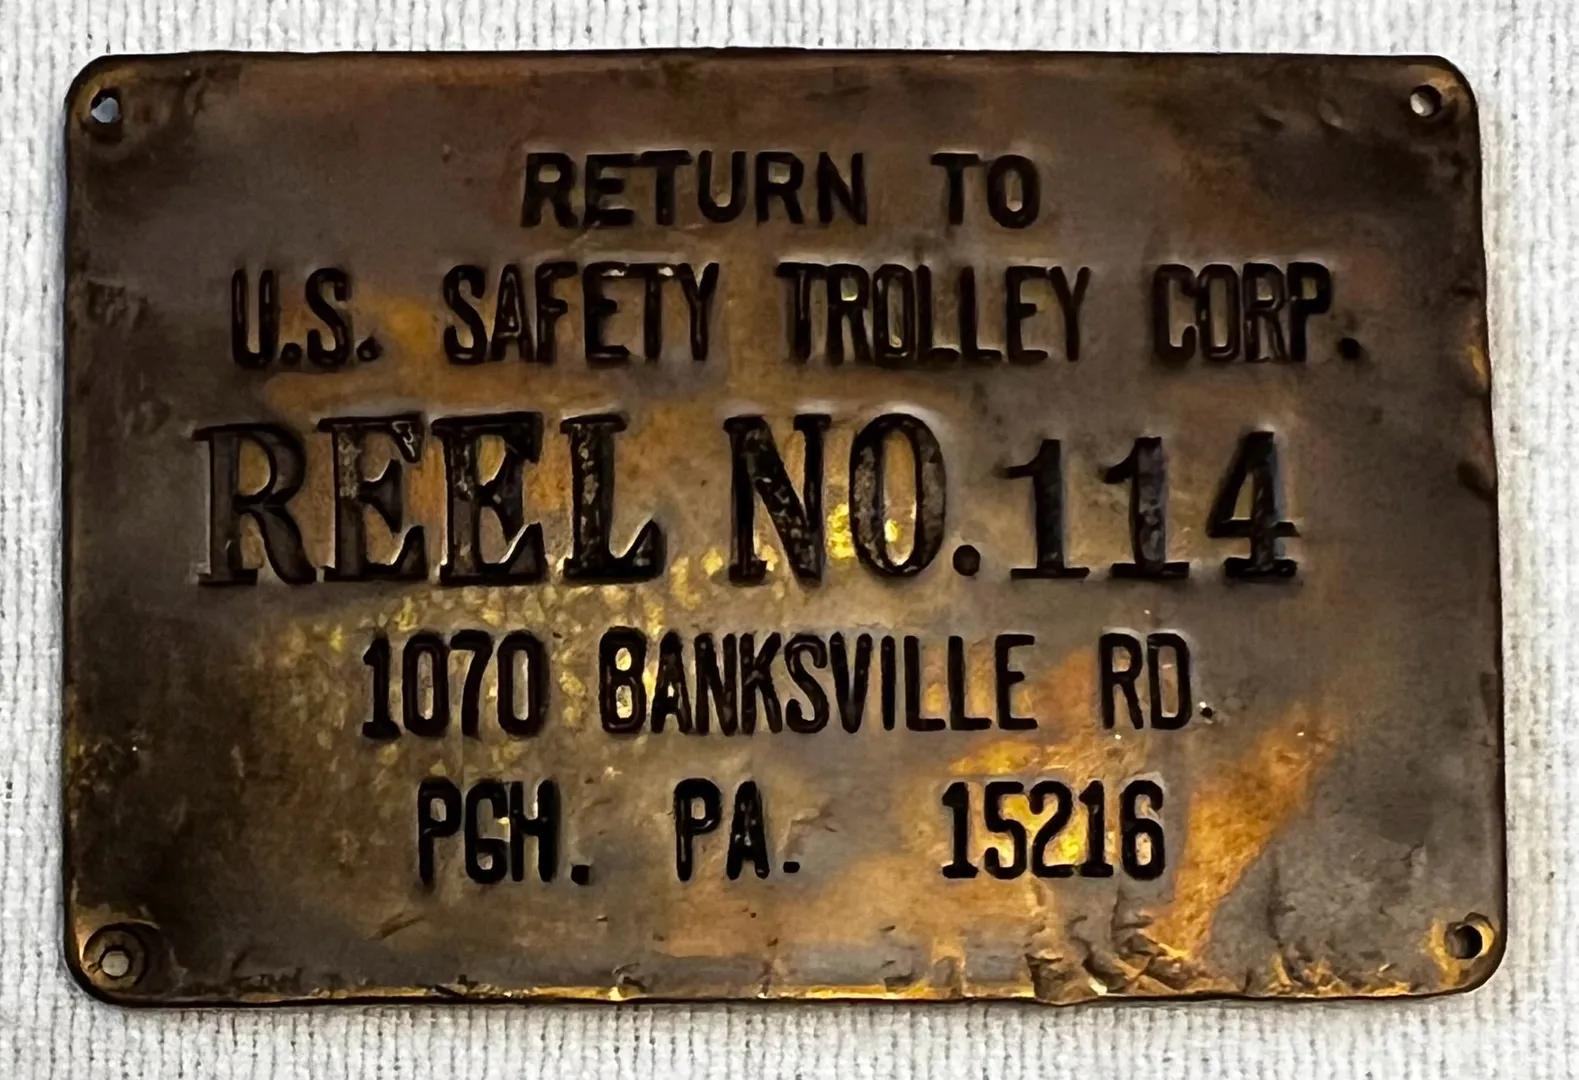 RETURN TO
U.S. SAFETY TROLLEY CORP.
REEL NO. 114
1070 BANKSVILLE RD.
PGH. PA. 15216